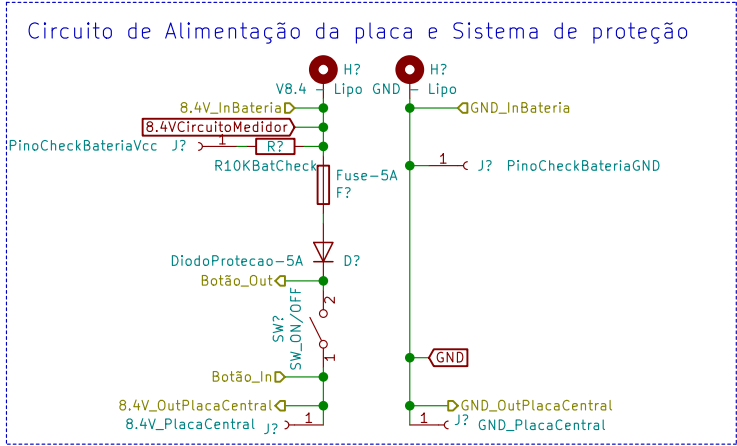 Circuito de Alimentação da placa e Sistema de proteção
H? H?
V8.4 - Lipo GND - Lipo
8.4V_InBateria GND_InBateria
8.4VCircuitoMedidor
PinoCheckBateriaVcc J? 1 R?
R10KBatCheck 1 J? PinoCheckBateriaGND
Fuse-5A
F?
DiodoProtecao-5A D?
Botão_Out
2
SW?
SW_ON/OFF
1
GND
Botão_In
8.4V_OutPlacaCentral GND_OutPlacaCentral
8.4V_PlacaCentral J? 1 1 J? GND_PlacaCentral